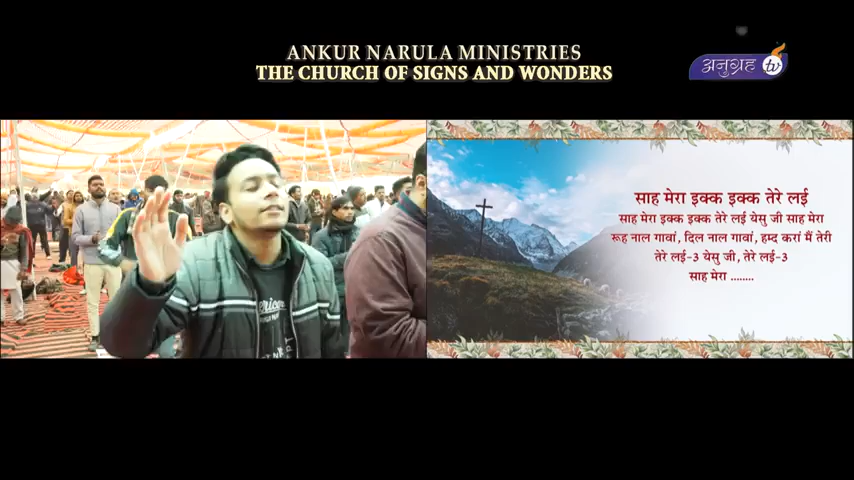 ANKUR NARULA MINISTRIES
THE CHURCH OF SIGNS AND WONDERS
अनुग्रह tv
साह मेरा इक्क इक्क तेरे लई
साह मेरा इक्क इक्क तेरे लई येसु जी साह मेरा
रूह नाल गावां, दिल नाल गावां, हम्द करां मैं तेरी
तेरे लई-3 येसु जी, तेरे लई-3
साह मेरा ........